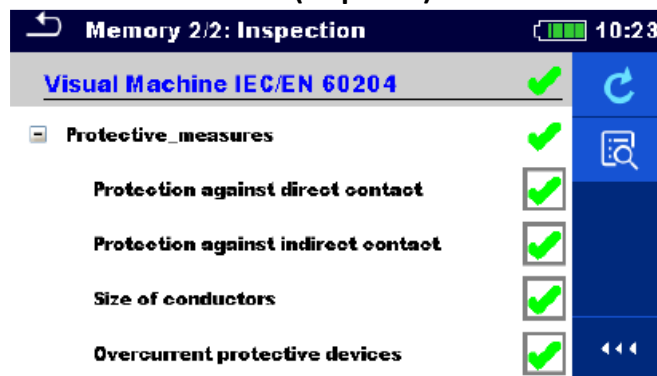 Memory 2/2: Inspection 10:23
Visual Machine IEC/EN 60204
Protective_measures
Protection against direct contact
Protection against indirect contact
Size of conductors
Overcurrent protective devices